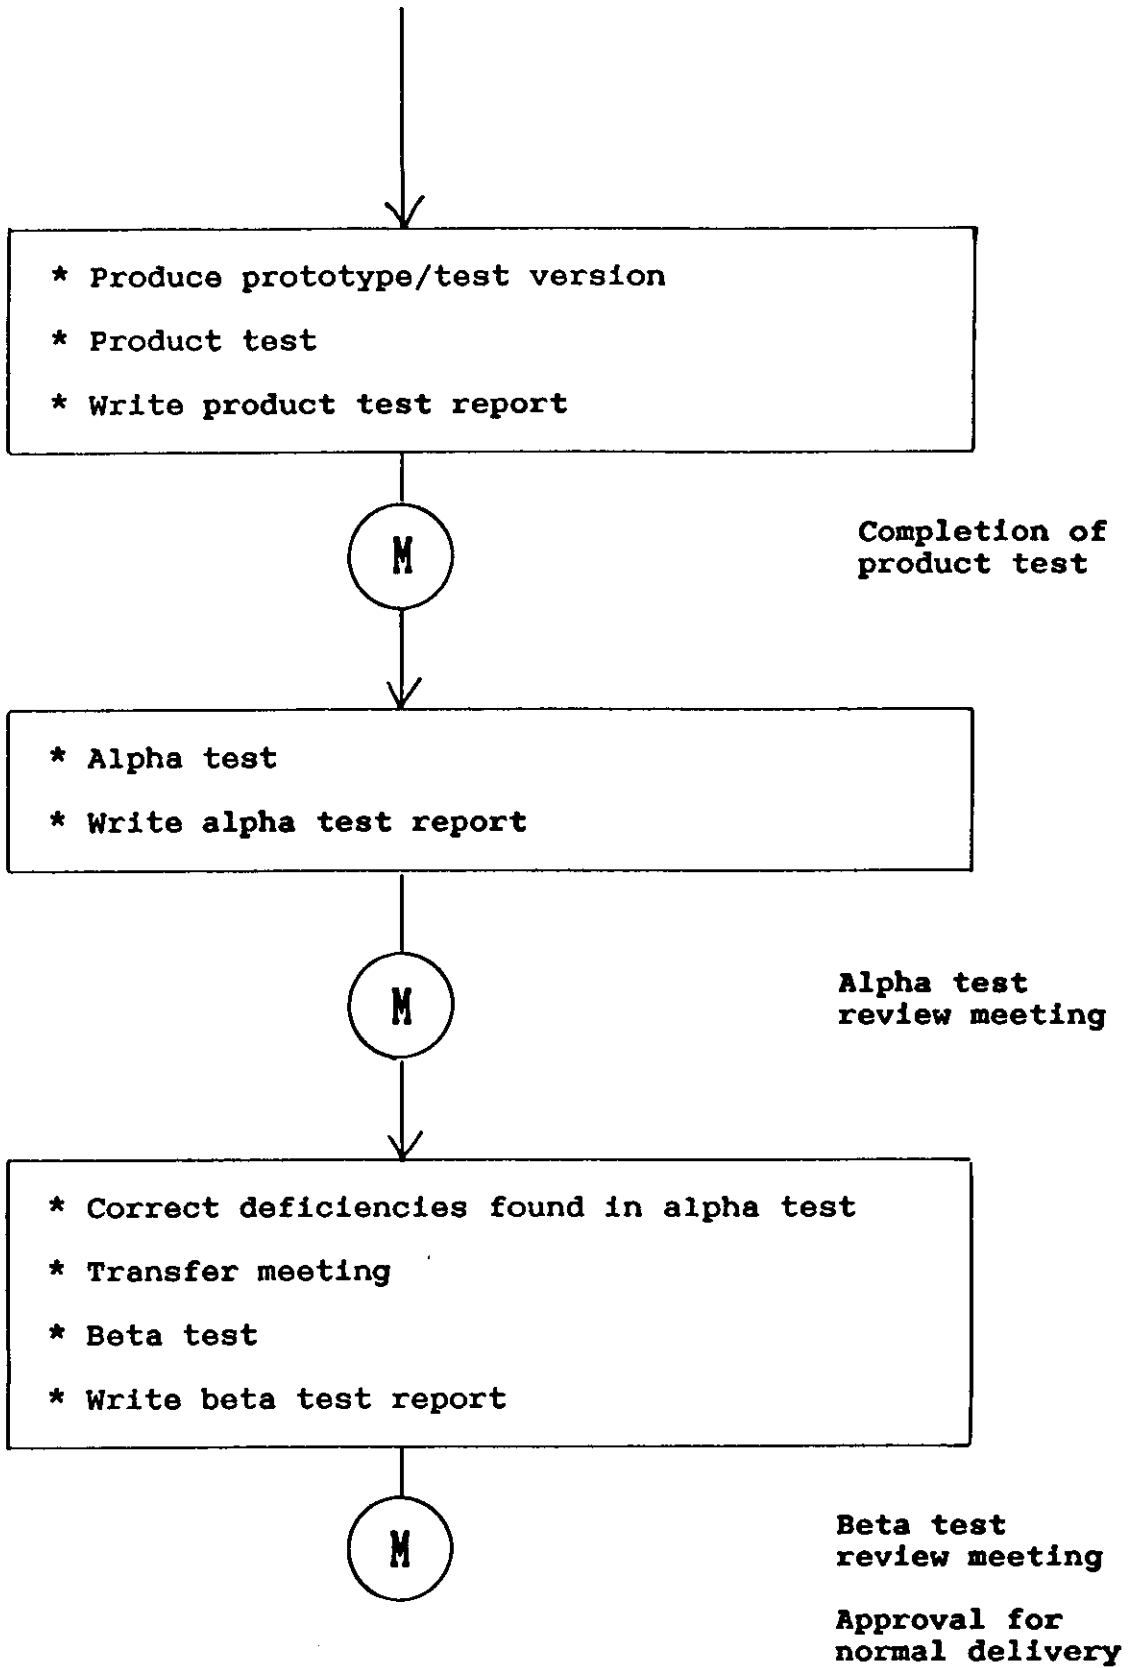 * Produce prototype/test version
* Product test
* Write product test report
M
Completion of
product test
* Alpha test
* Write alpha test report
M
Alpha test
review meeting
* Correct deficiencies found in alpha test
* Transfer meeting
* Beta test
* Write beta test report
M
Beta test
review meeting
Approval for
normal delivery